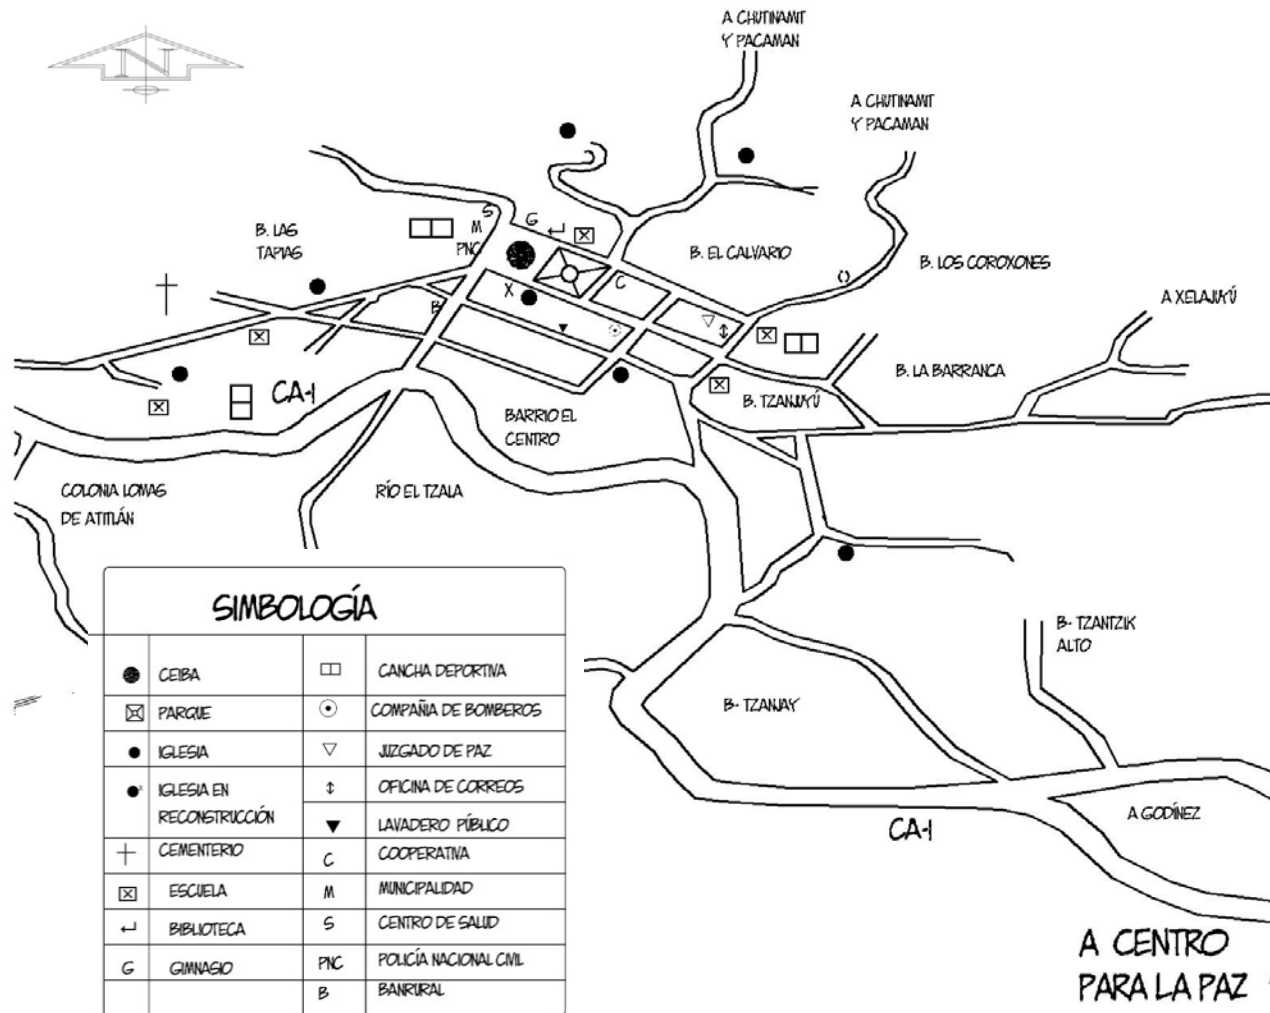 N
A CHUTINAMIT
Y PACAMAN
A CHUTINAMIT
Y PACAMAN
B. LAS
TAPIAS
S
M
PNC
G
X
C
B
B. EL CALVARIO
B. LOS COROXONES
A XELAJUYÚ
B. LA BARRANCA
B. TZANJUYÚ
CA-1
BARRIO EL
CENTRO
RÍO EL TZALA
COLONIA LOMAS
DE ATITLÁN
B- TZANTZIK
ALTO
B- TZANJAY
A GODÍNEZ
CA-1
A CENTRO
PARA LA PAZ
SIMBOLOGÍA
CEIBA
CANCHA DEPORTIVA
PARQUE
COMPAÑIA DE BOMBEROS
IGLESIA
JUZGADO DE PAZ
IGLESIA EN
RECONSTRUCCIÓN
OFICINA DE CORREOS
LAVADERO PÚBLICO
CEMENTERIO
C COOPERATIVA
ESCUELA
M MUNICIPALIDAD
BIBLIOTECA
S CENTRO DE SALUD
G GIMNASIO
PNC POLICÍA NACIONAL CIVIL
B BANRURAL